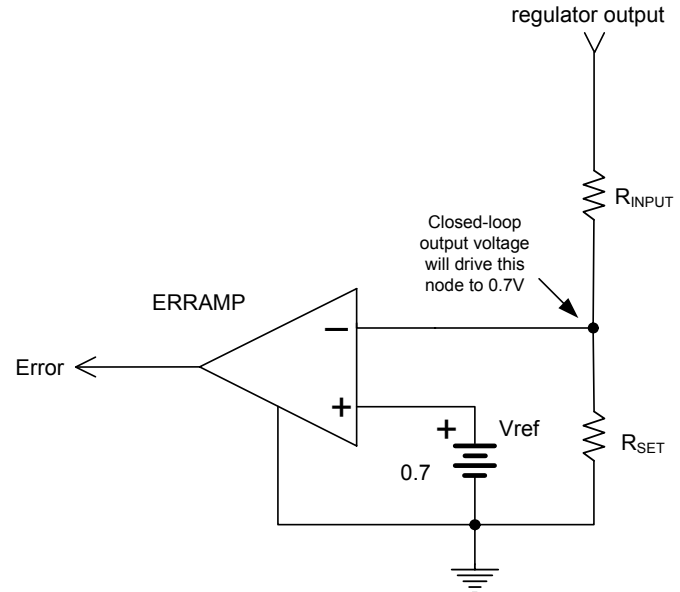 regulator output
R_INPUT
Closed-loop
output voltage
will drive this
node to 0.7V
ERRAMP
−
Error
+
+
Vref
0.7
R_SET